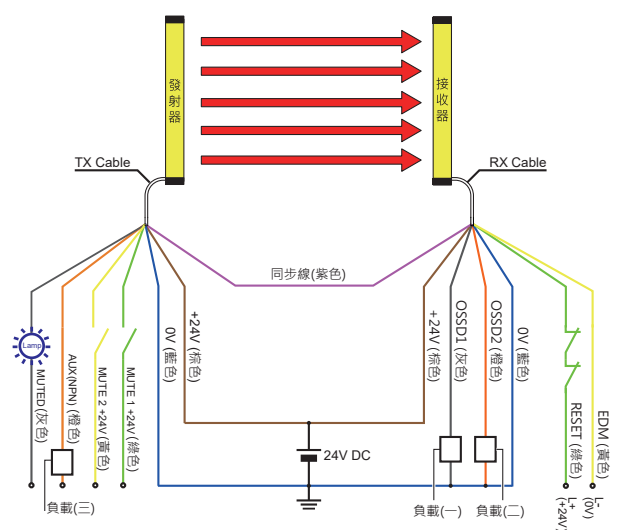 發射器
接收器
TX Cable
RX Cable
同步線(紫色)
Lamp
MUTED (灰色)
AUX(NPN) (橙色)
MUTE 2 +24V (黃色)
MUTE 1 +24V (綠色)
0V (藍色)
+24V (棕色)
+24V (棕色)
OSSD1 (灰色)
OSSD2 (橙色)
0V (藍色)
RESET (綠色)
EDM (黃色)
24V DC
負載(三)
負載(一)
負載(二)
L+
(+24V)
L-
(0V)